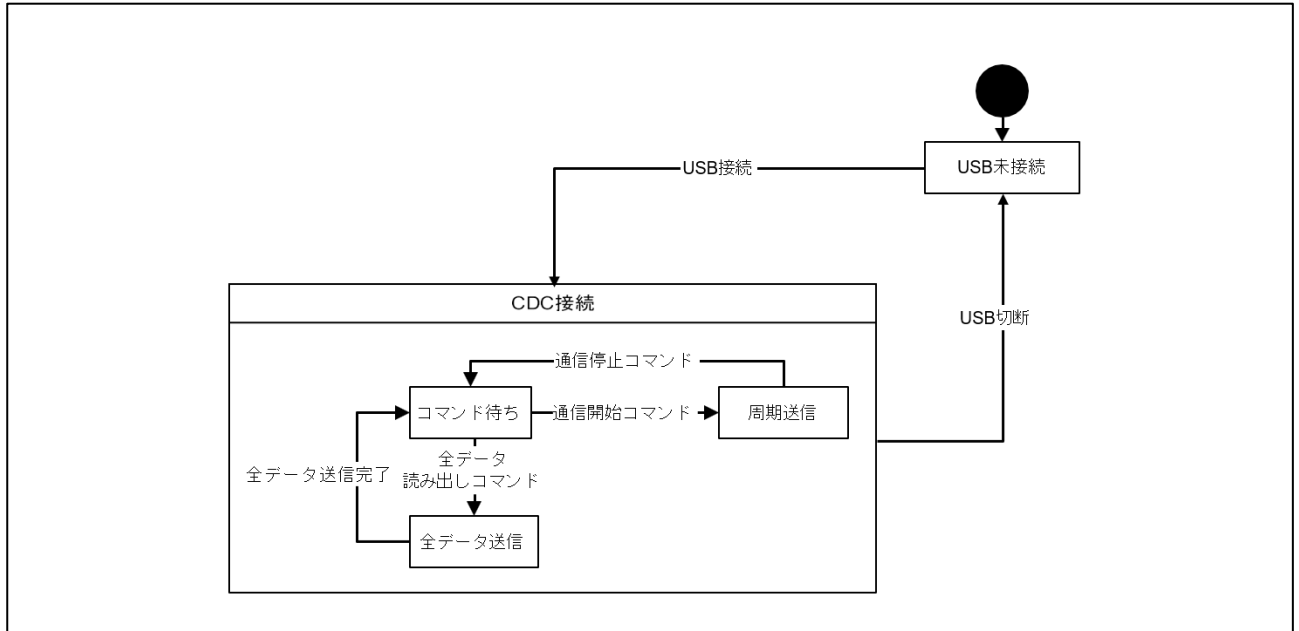 USB未接続
USB接続
USB切断
CDC接続
通信停止コマンド
コマンド待ち
通信開始コマンド
周期送信
全データ
読み出しコマンド
全データ送信完了
全データ送信